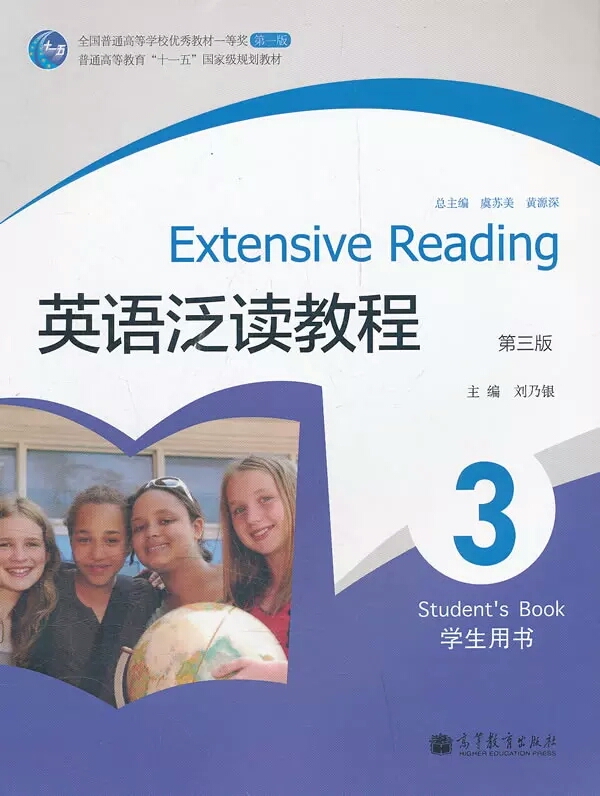 十一五
全国普通高等学校优秀教材一等奖 第一版
普通高等教育“十一五”国家级规划教材
总主编 虞苏美 黄源深
Extensive Reading
英语泛读教程
第三版
主 编 刘乃银
3
Student's Book
学生用书
高等教育出版社